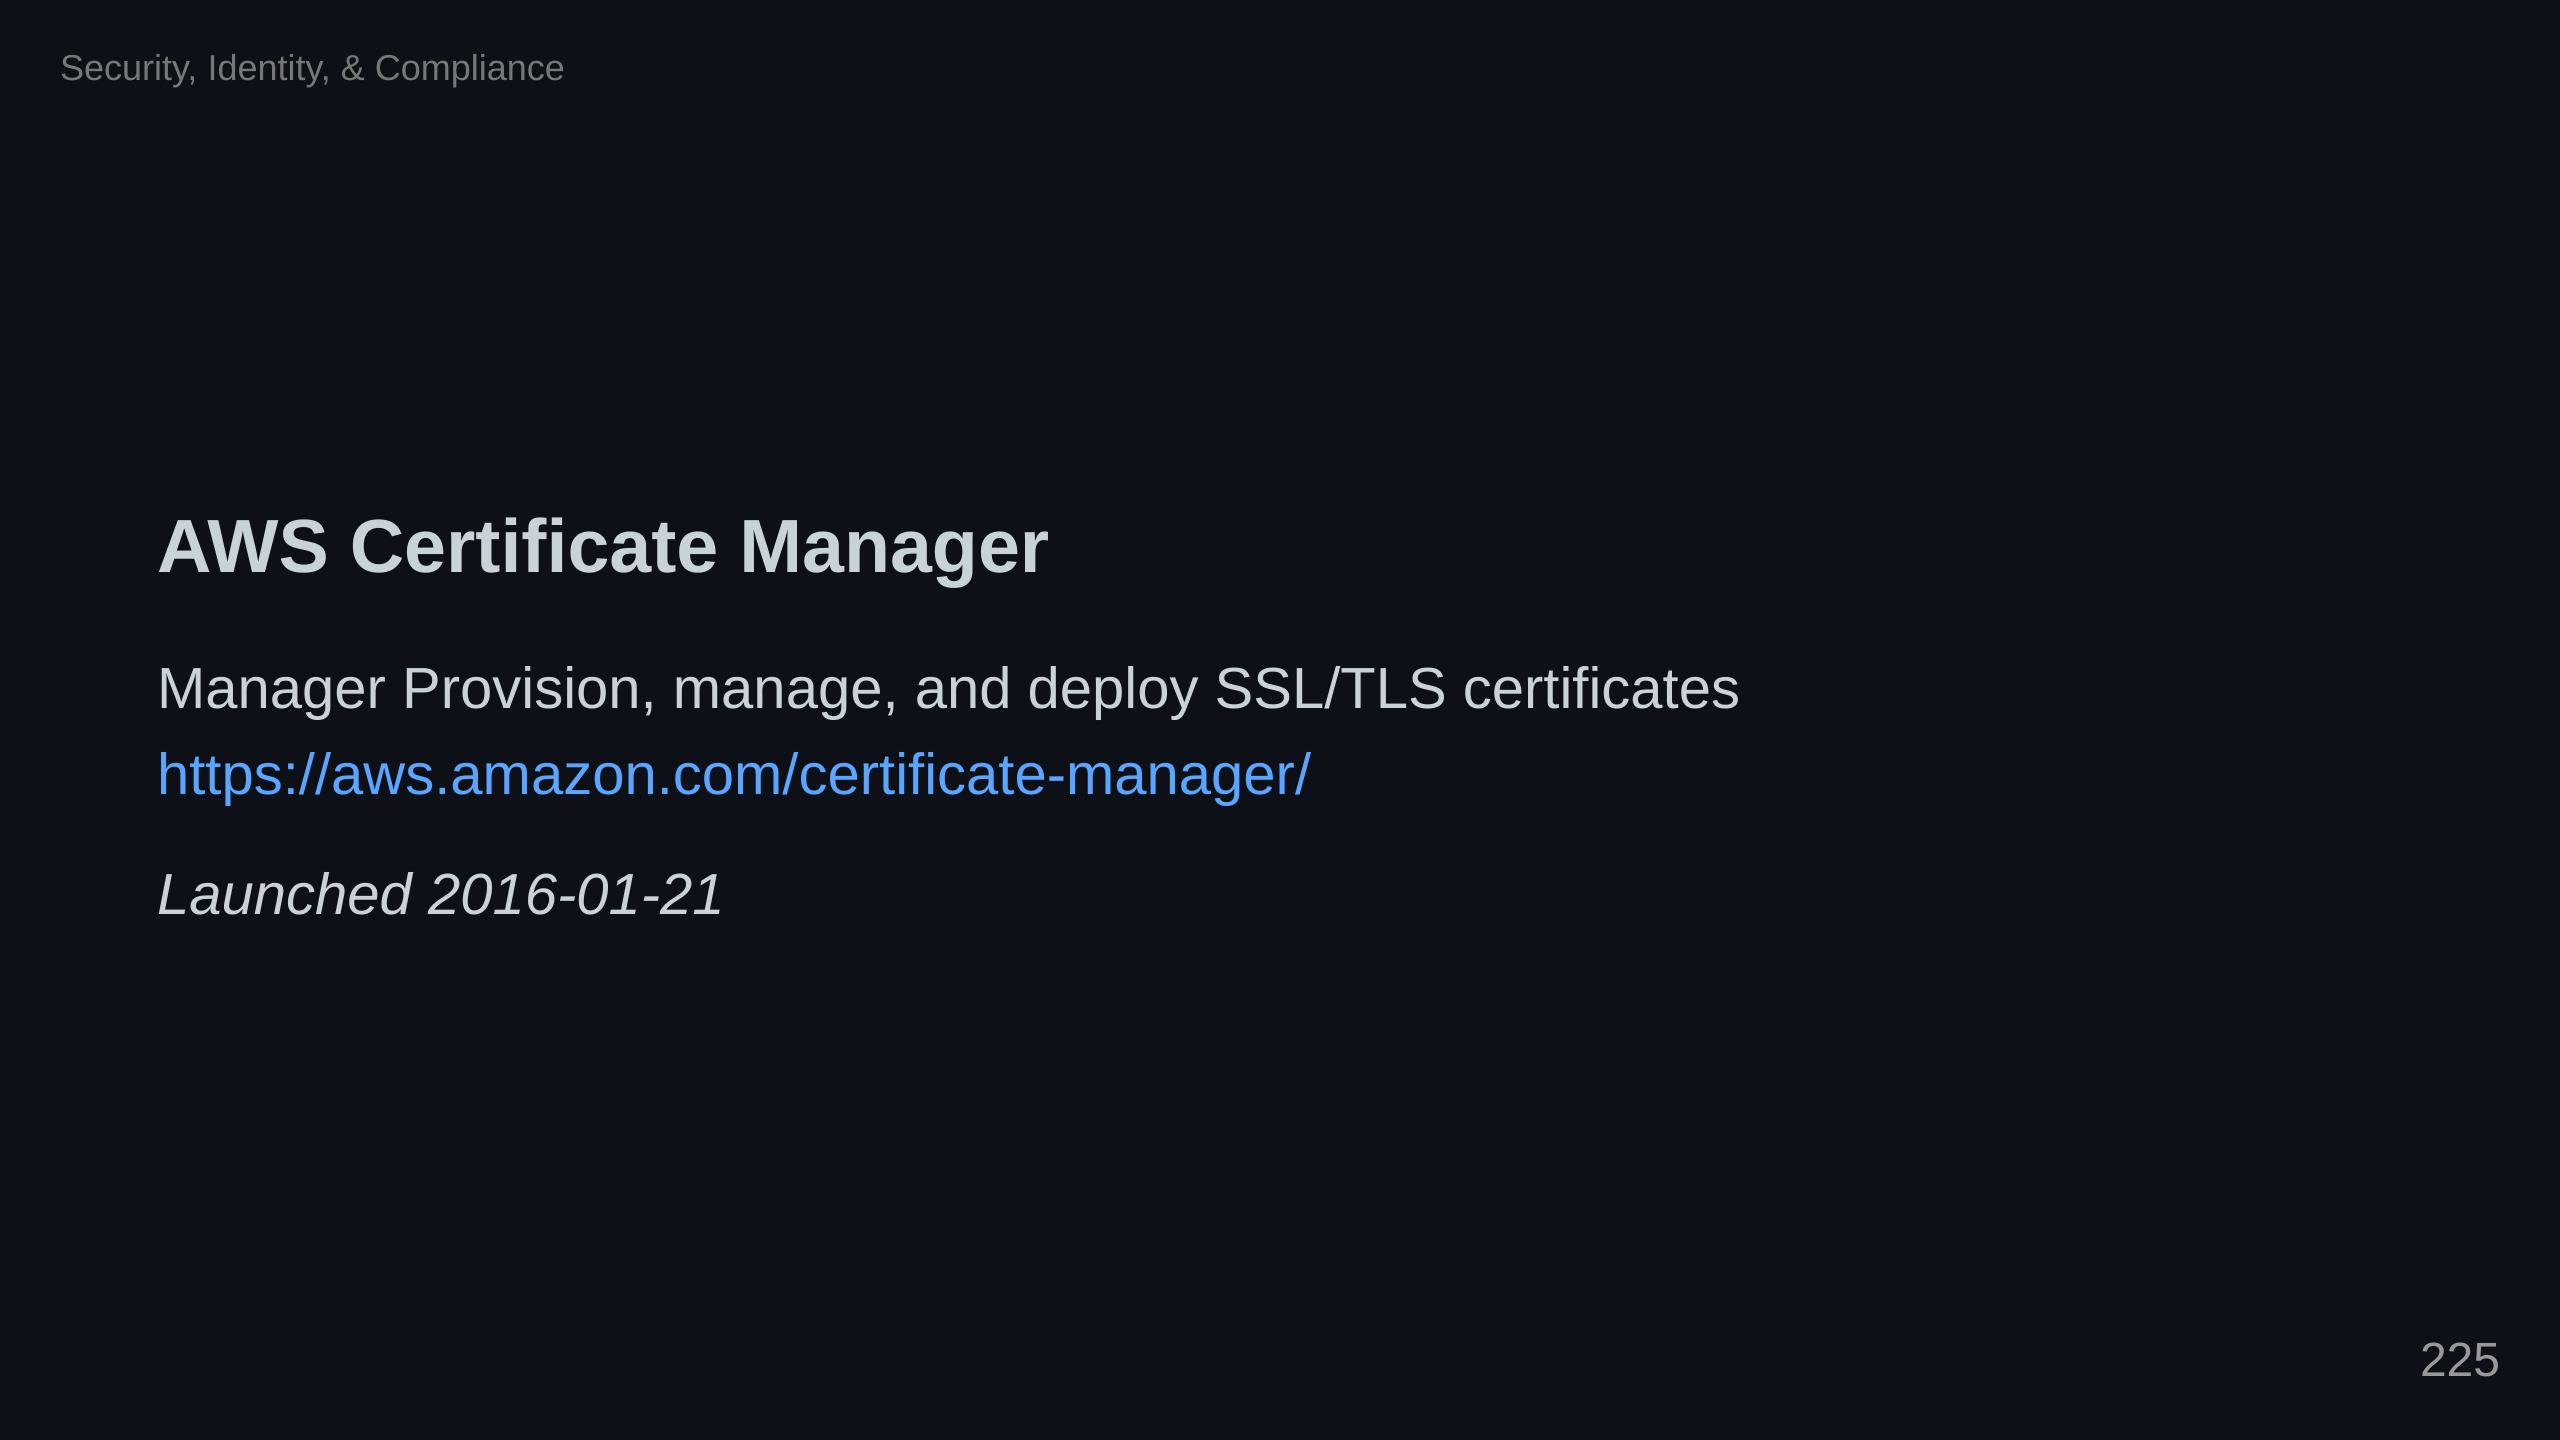 Security, Identity, & Compliance
AWS Certificate Manager
Manager Provision, manage, and deploy SSL/TLS certificates
https://aws.amazon.com/certificate-manager/
Launched 2016-01-21
225